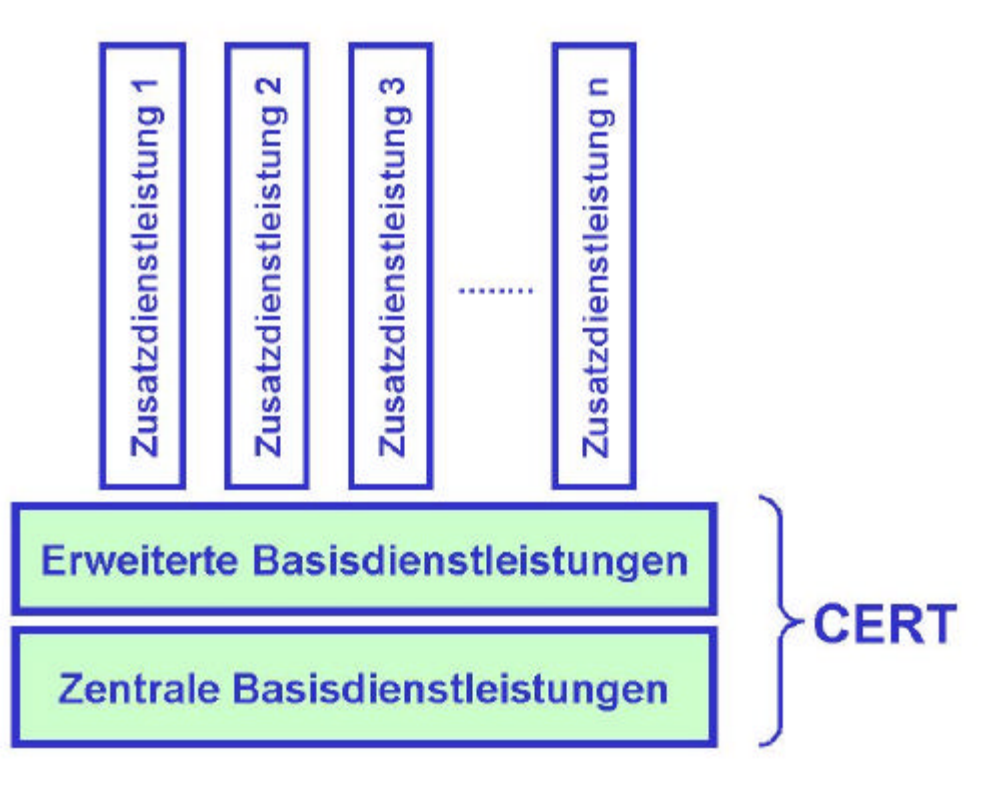 Zusatzdienstleistung 1
Zusatzdienstleistung 2
Zusatzdienstleistung 3
........
Zusatzdienstleistung n
Erweiterte Basisdienstleistungen
Zentrale Basisdienstleistungen
CERT